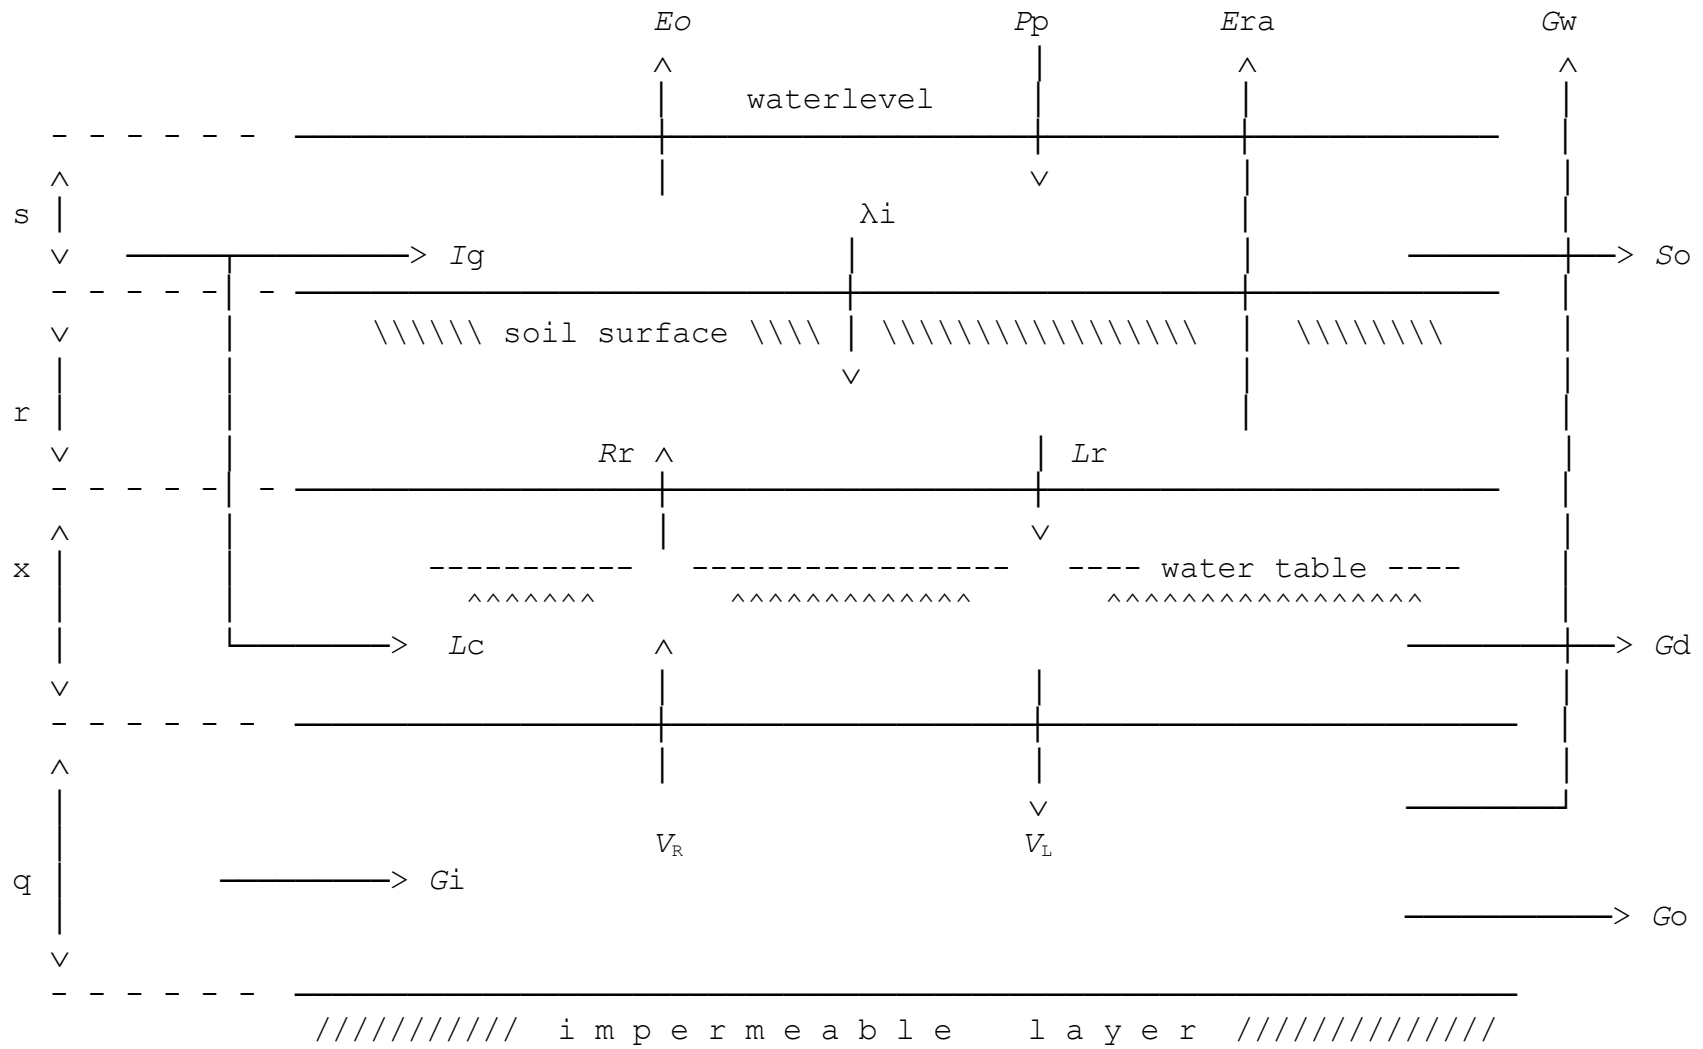 Eo Pp Era Gw
waterlevel
s λi
Ig So
soil surface
r
Rr Lr
x water table
Lc Gd
VR VL
q Gi
Go
impermeable layer